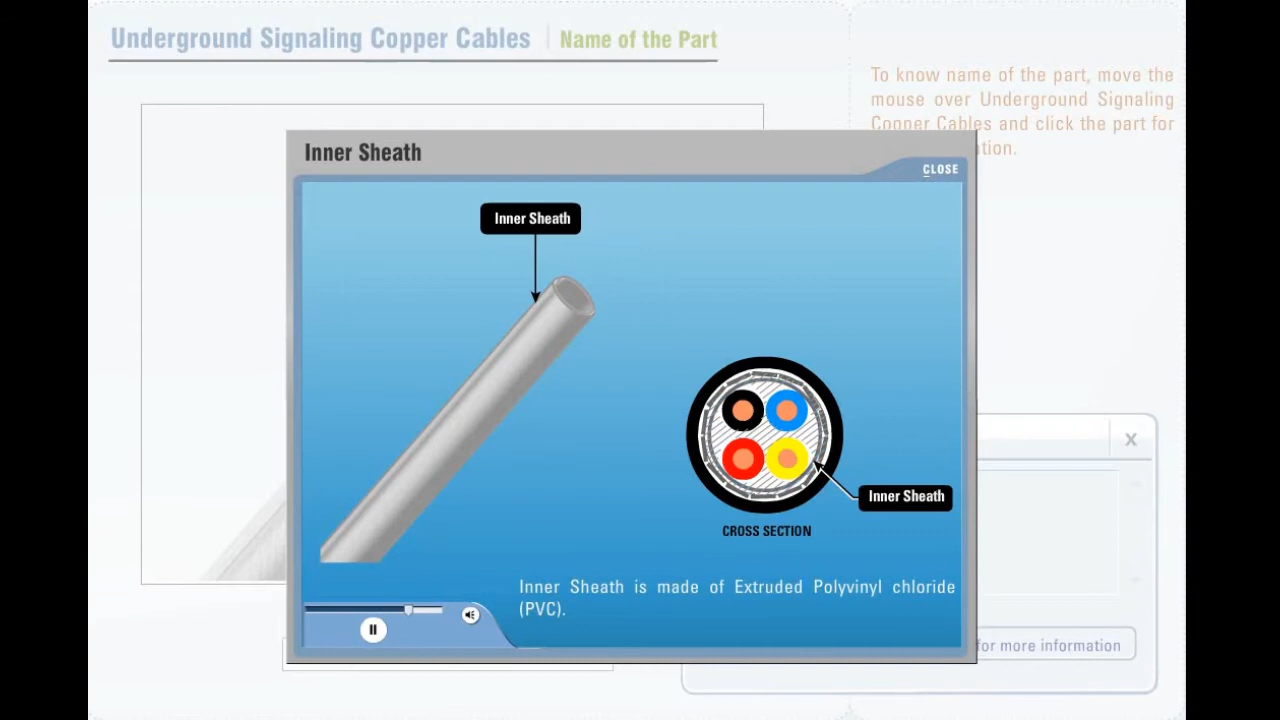 Underground Signaling Copper Cables | Name of the Part
To know name of the part, move the
mouse over Underground Signaling
Copper Cables and click the part for
Inner Sheath
CLOSE
Inner Sheath
Inner Sheath
CROSS SECTION
Inner Sheath is made of Extruded Polyvinyl chloride
(PVC).
X
for more information